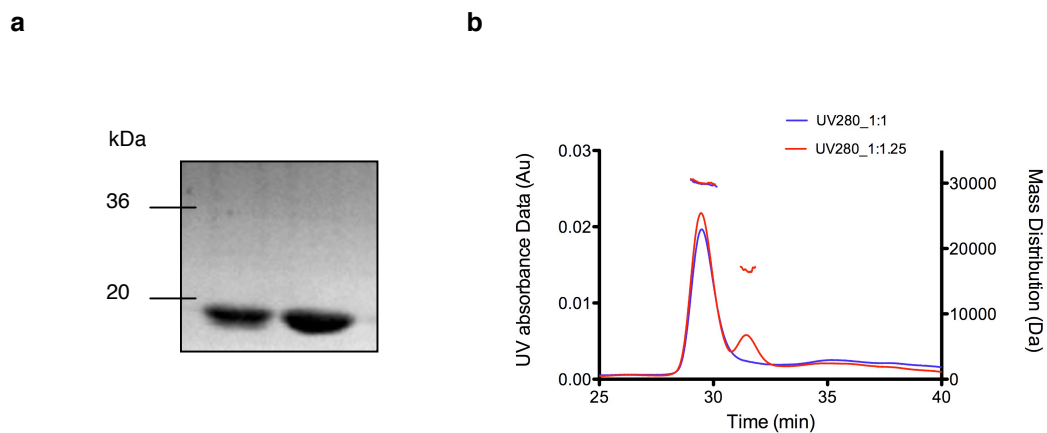 a
b
kDa
36
20
UV280_1:1
UV280_1:1.25
UV absorbance Data (Au)
0.03
0.02
0.01
0.00
25
30
35
40
Time (min)
30000
20000
10000
0
Mass Distribution (Da)